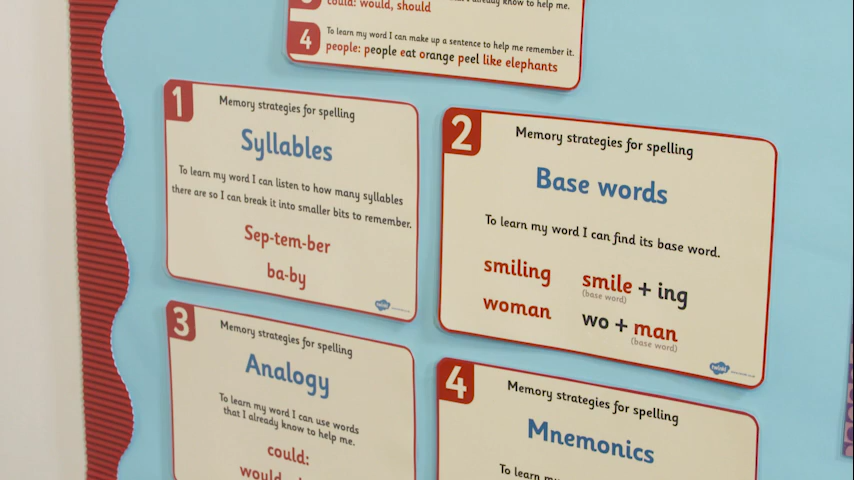 could: would, should
4
To learn my word I can make up a sentence to help me remember it.
people: people eat orange peel like elephants
1
Memory strategies for spelling
Syllables
To learn my word I can listen to how many syllables
there are so I can break it into smaller bits to remember.
Sep-tem-ber
ba-by
2
Memory strategies for spelling
Base words
To learn my word I can find its base word.
smiling smile + ing
(base word)
woman wo + man
(base word)
3
Memory strategies for spelling
Analogy
To learn my word I can use words
that I already know to help me.
could:
4
Memory strategies for spelling
Mnemonics